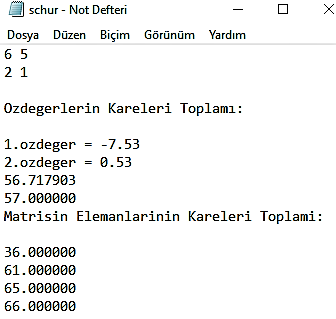 schur - Not Defteri
Dosya Düzen Biçim Görünüm Yardım
6 5
2 1
Ozdegerlerin Kareleri Toplamı:
1.ozdeger = -7.53
2.ozdeger = 0.53
56.717903
57.000000
Matrisin Elemanlarinin Kareleri Toplami:
36.000000
61.000000
65.000000
66.000000